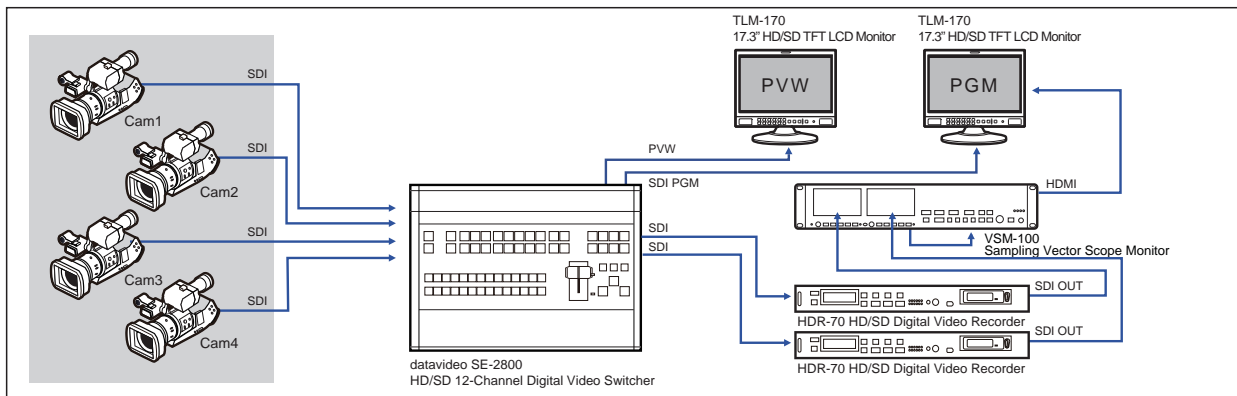 TLM-170
17.3" HD/SD TFT LCD Monitor
TLM-170
17.3" HD/SD TFT LCD Monitor
PVW
PGM
SDI
Cam1
SDI
Cam2
SDI
Cam3
SDI
Cam4
PVW
SDI PGM
SDI
SDI
HDMI
VSM-100
Sampling Vector Scope Monitor
SDI OUT
HDR-70 HD/SD Digital Video Recorder
SDI OUT
HDR-70 HD/SD Digital Video Recorder
datavideo SE-2800
HD/SD 12-Channel Digital Video Switcher